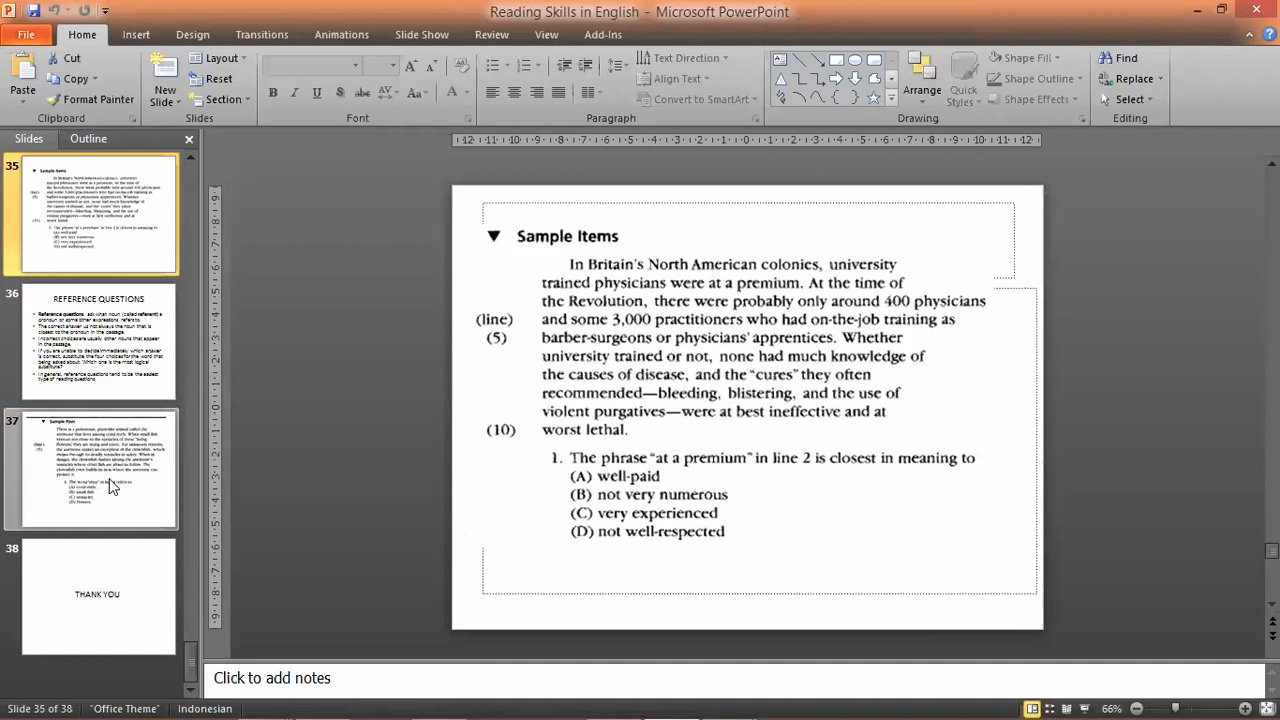 Reading Skills in English - Microsoft PowerPoint
File Home Insert Design Transitions Animations Slide Show Review View Add-Ins
Paste Cut Copy Format Painter
Clipboard
New Slide Layout Reset Section
Slides
Font
Text Direction Align Text Convert to SmartArt
Paragraph
Arrange Quick Styles Shape Fill Shape Outline Shape Effects
Drawing
Find Replace Select
Editing
Slides Outline
35
Sample Items
36
REFERENCE QUESTIONS
37
Sample Item
38
THANK YOU
▼ Sample Items
In Britain's North American colonies, university
trained physicians were at a premium. At the time of
the Revolution, there were probably only around 400 physicians
(line) and some 3,000 practitioners who had on-the-job training as
(5) barber-surgeons or physicians' apprentices. Whether
university trained or not, none had much knowledge of
the causes of disease, and the "cures" they often
recommended—bleeding, blistering, and the use of
violent purgatives—were at best ineffective and at
(10) worst lethal.
1. The phrase "at a premium" in line 2 is closest in meaning to
(A) well-paid
(B) not very numerous
(C) very experienced
(D) not well-respected
Click to add notes
Slide 35 of 38 "Office Theme" Indonesian 66%